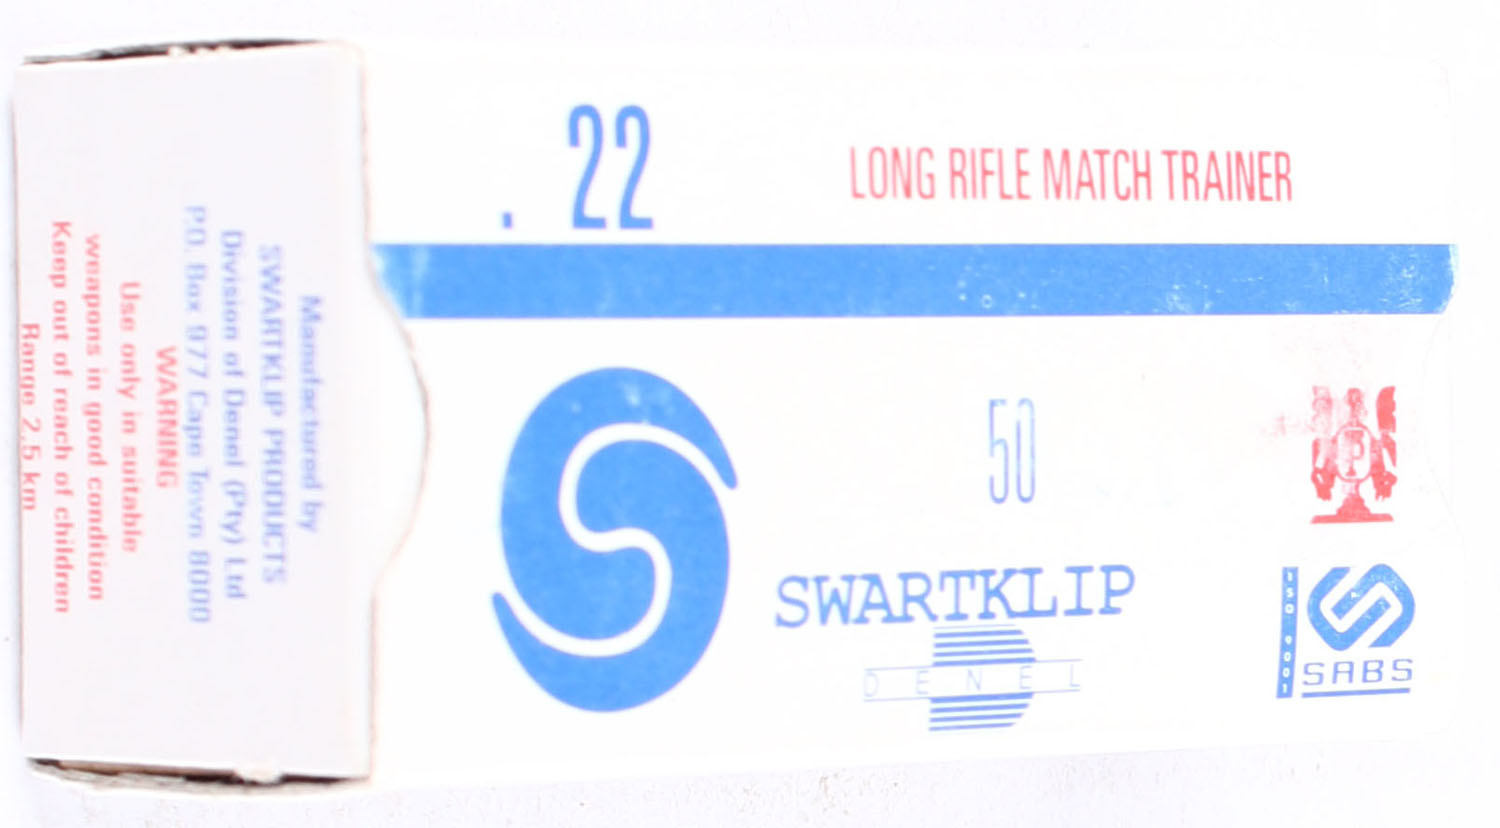 .22
LONG RIFLE MATCH TRAINER
50
P
SWARTKLIP
DENEL
ISO 9001
SABS
Manufactured by
SWARTKLIP PRODUCTS
Division of Denel (Pty) Ltd
P.O. Box 977 Cape Town 8000
WARNING
Use only in suitable
weapons in good condition
Keep out of reach of children
Range 2,5 km